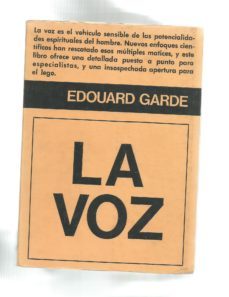 La voz es el vehículo sensible de las potencialida-
des espirituales del hombre. Nuevos enfoques cien-
tíficos han rescatado esos múltiples matices, y este
libro ofrece una detallada puesta a punto para
especialistas, y una insospechada apertura para
el lego.
EDOUARD GARDE
LA
VOZ